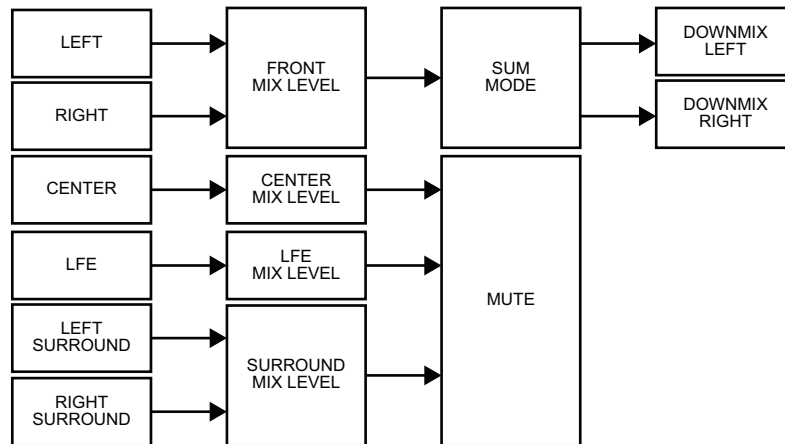 LEFT
RIGHT
CENTER
LFE
LEFT
SURROUND
RIGHT
SURROUND
FRONT
MIX LEVEL
CENTER
MIX LEVEL
LFE
MIX LEVEL
SURROUND
MIX LEVEL
SUM
MODE
MUTE
DOWNMIX
LEFT
DOWNMIX
RIGHT